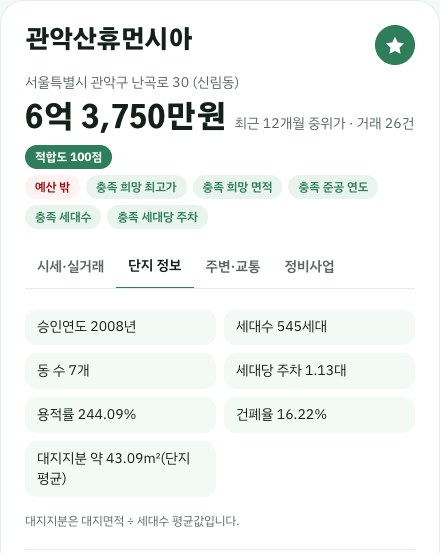 관악산휴먼시아
서울특별시 관악구 난곡로 30 (신림동)
6억 3,750만원 최근 12개월 중위가 · 거래 26건
적합도 100점
예산 밖 충족 희망 최고가 충족 희망 면적 충족 준공 연도
충족 세대수 충족 세대당 주차
시세·실거래 단지 정보 주변·교통 정비사업
승인연도 2008년 세대수 545세대
동 수 7개 세대당 주차 1.13대
용적률 244.09% 건폐율 16.22%
대지지분 약 43.09m²(단지
평균)
대지지분은 대지면적 ÷ 세대수 평균값입니다.